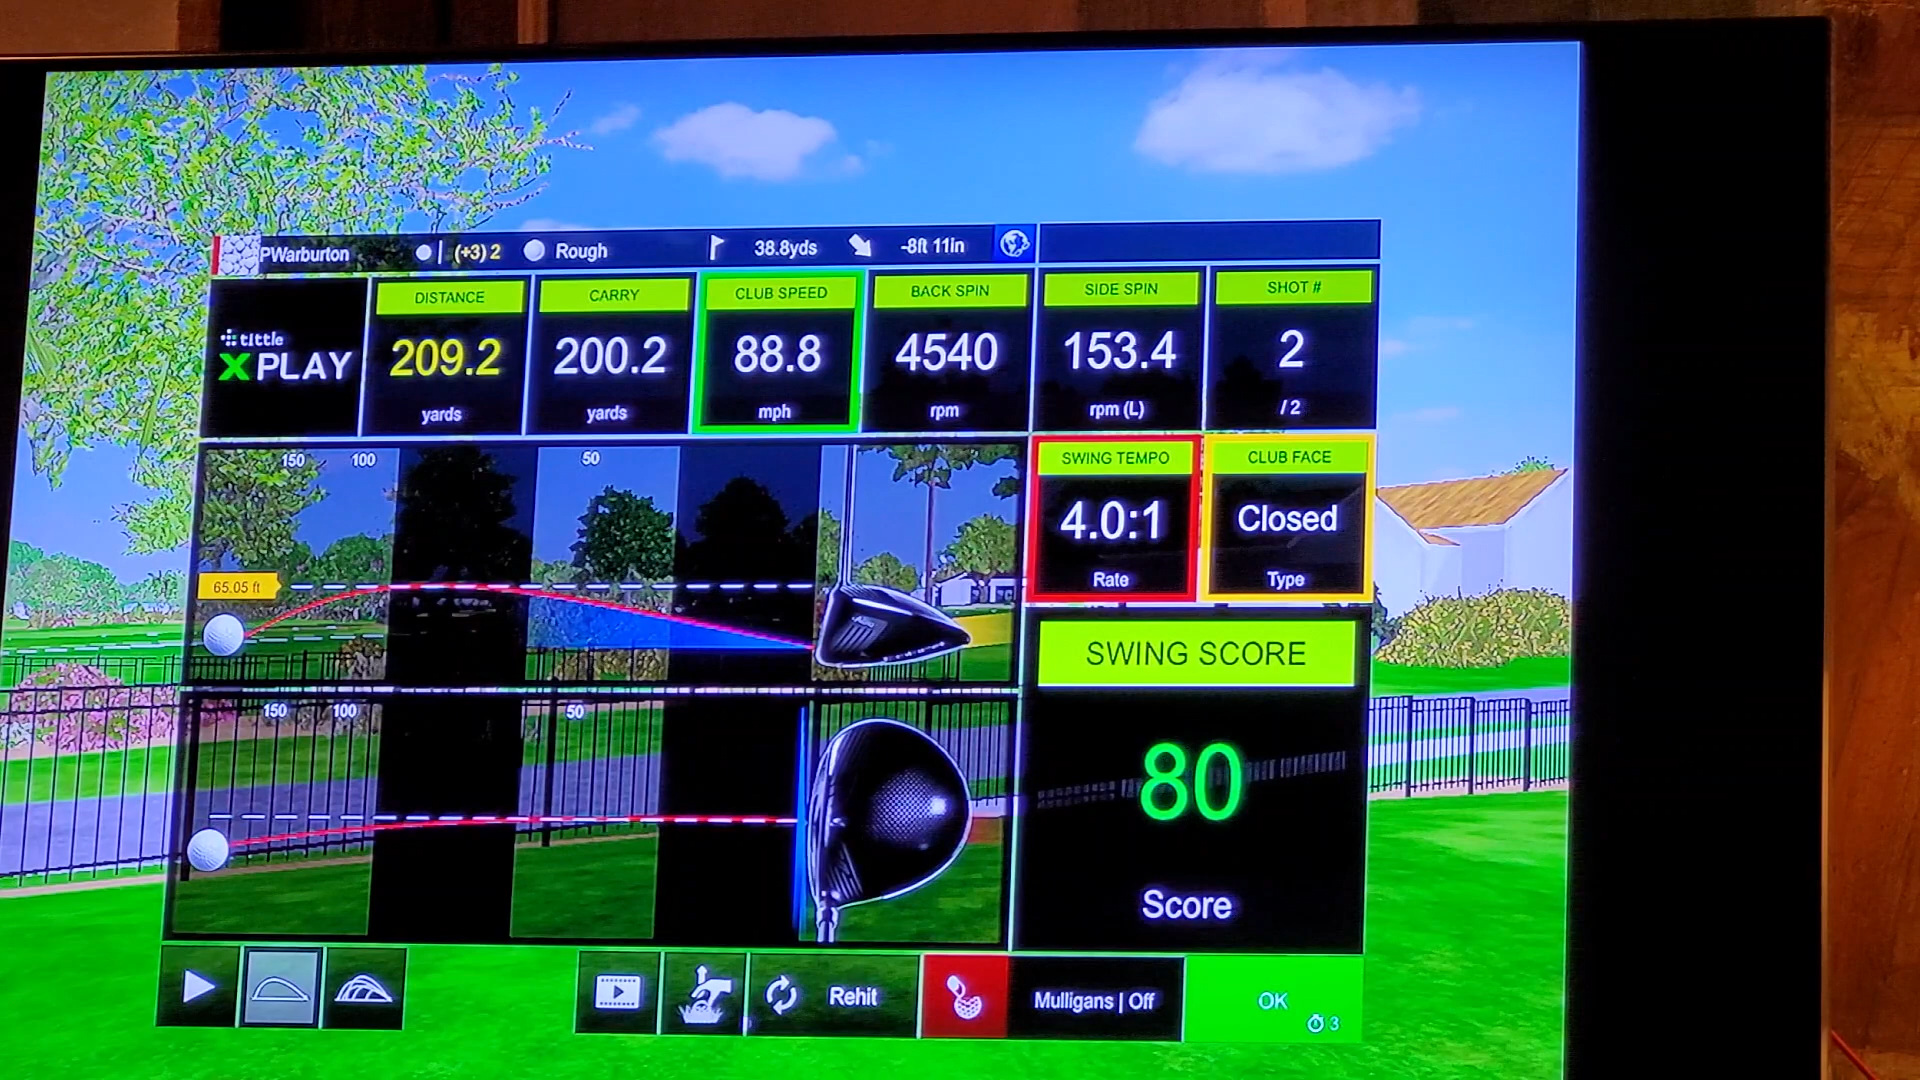 PWarburton (+3) 2 Rough 38.8yds -8ft 11in
tittle
X PLAY
DISTANCE
209.2
yards
CARRY
200.2
yards
CLUB SPEED
88.8
mph
BACK SPIN
4540
rpm
SIDE SPIN
153.4
rpm (L)
SHOT #
2
/ 2
150 100 50
65.05 ft
SWING TEMPO
4.0:1
Rate
CLUB FACE
Closed
Type
150 100 50
SWING SCORE
80
Score
Rehit
Mulligans | Off
OK
3